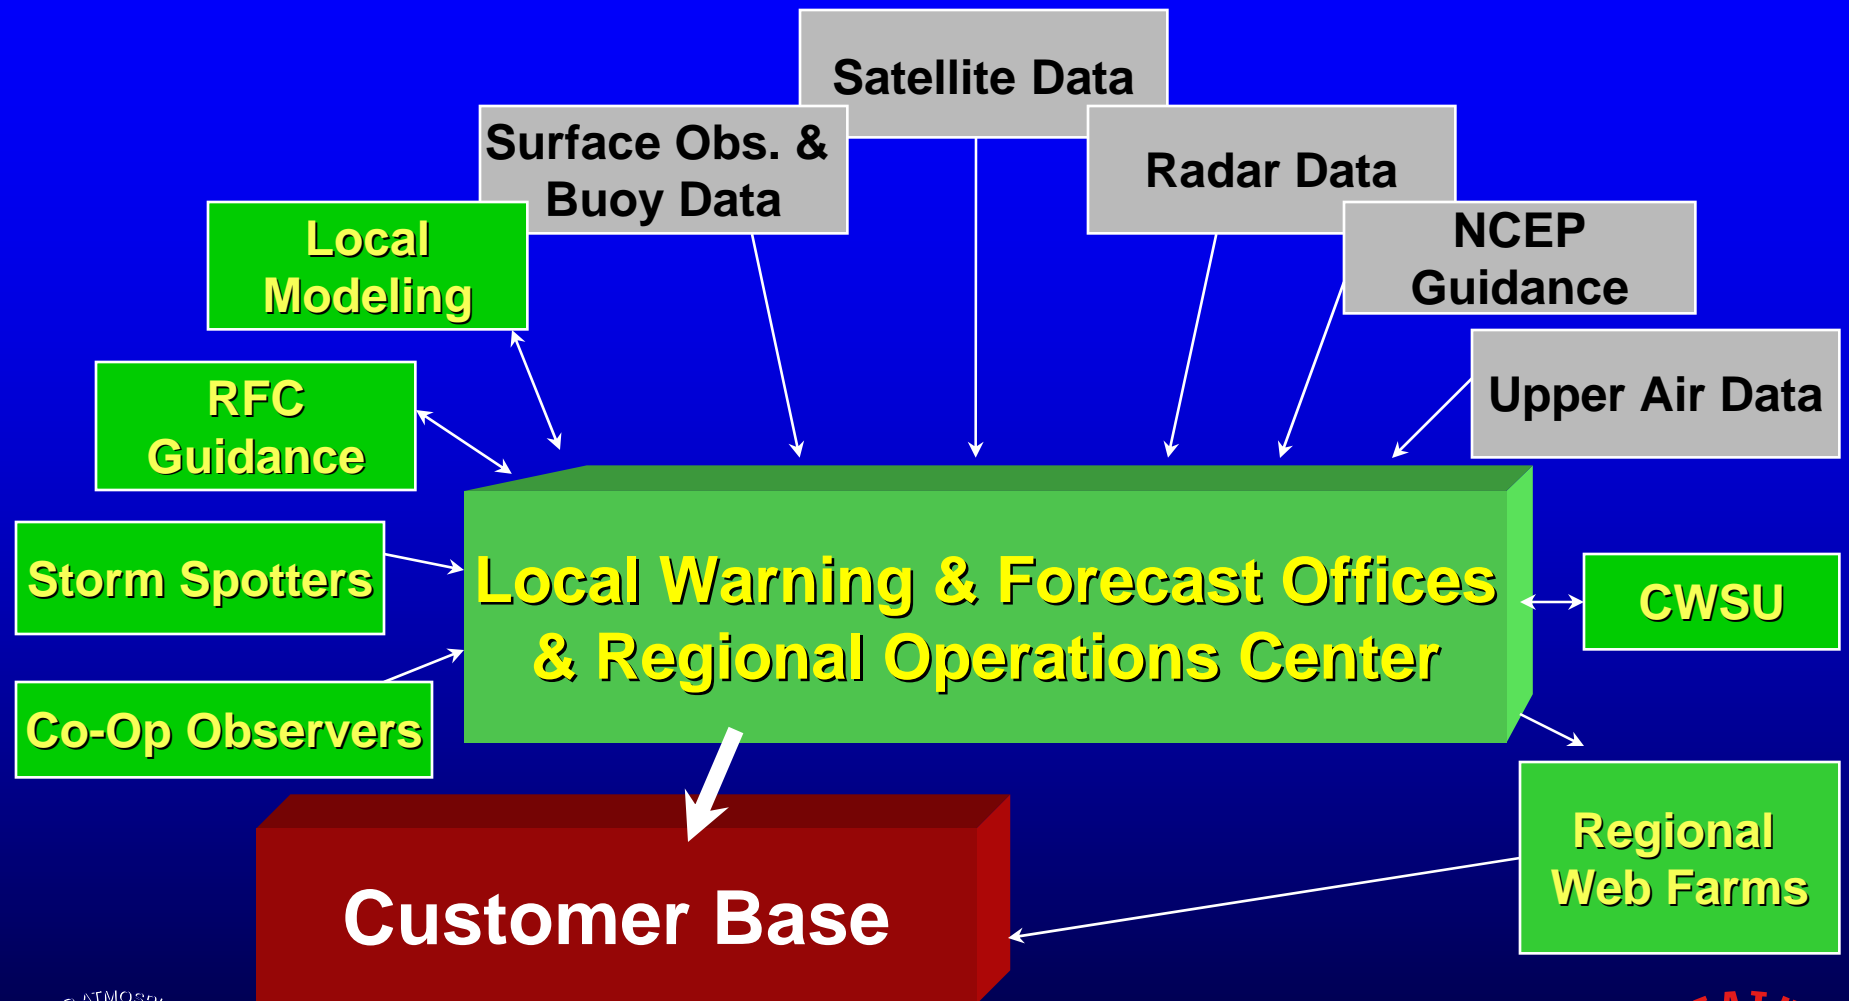 Satellite Data
Surface Obs. &
Buoy Data
Radar Data
Local
Modeling
NCEP
Guidance
RFC
Guidance
Upper Air Data
Storm Spotters
Local Warning & Forecast Offices
& Regional Operations Center
CWSU
Co-Op Observers
Regional
Web Farms
Customer Base